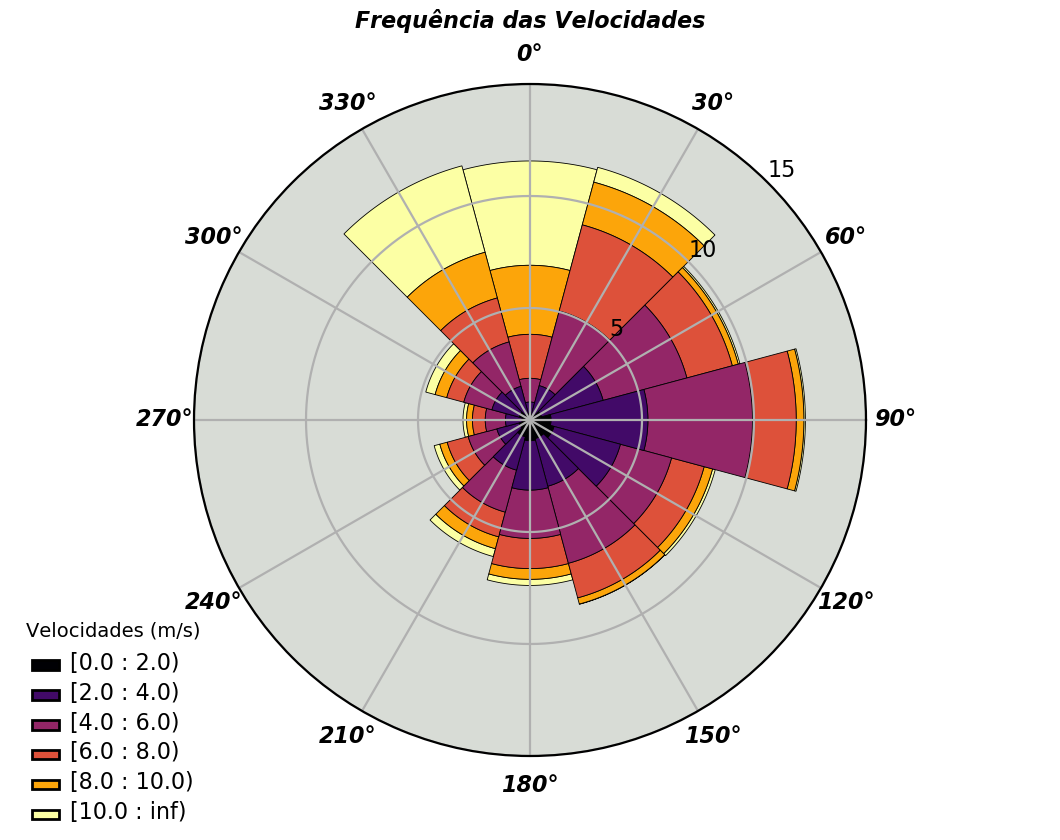 Frequência das Velocidades
0°
330°
30°
15
300°
60°
10
5
270°
90°
240°
120°
210°
150°
180°
Velocidades (m/s)
[0.0 : 2.0)
[2.0 : 4.0)
[4.0 : 6.0)
[6.0 : 8.0)
[8.0 : 10.0)
[10.0 : inf)